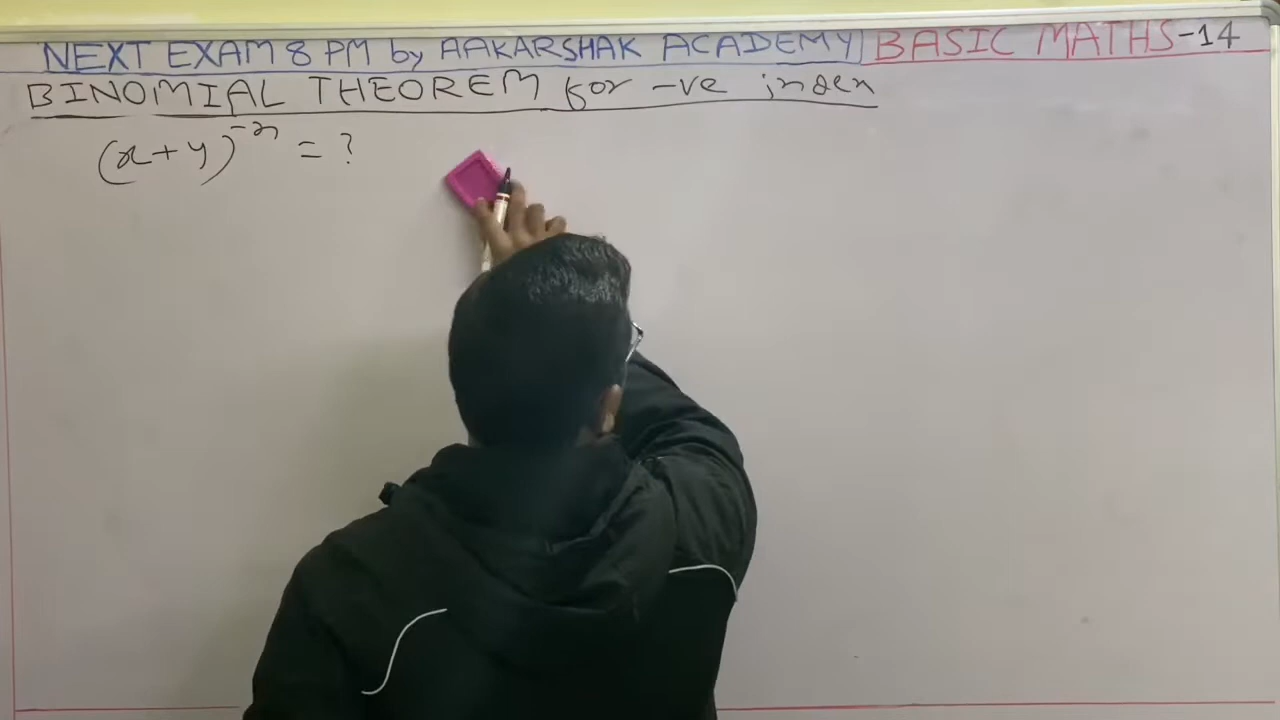 NEXT EXAM 8 PM by AAKARSHAK ACADEMY BASIC MATHS-14
BINOMIAL THEOREM for -ve index
(x+y)⁻ⁿ = ?